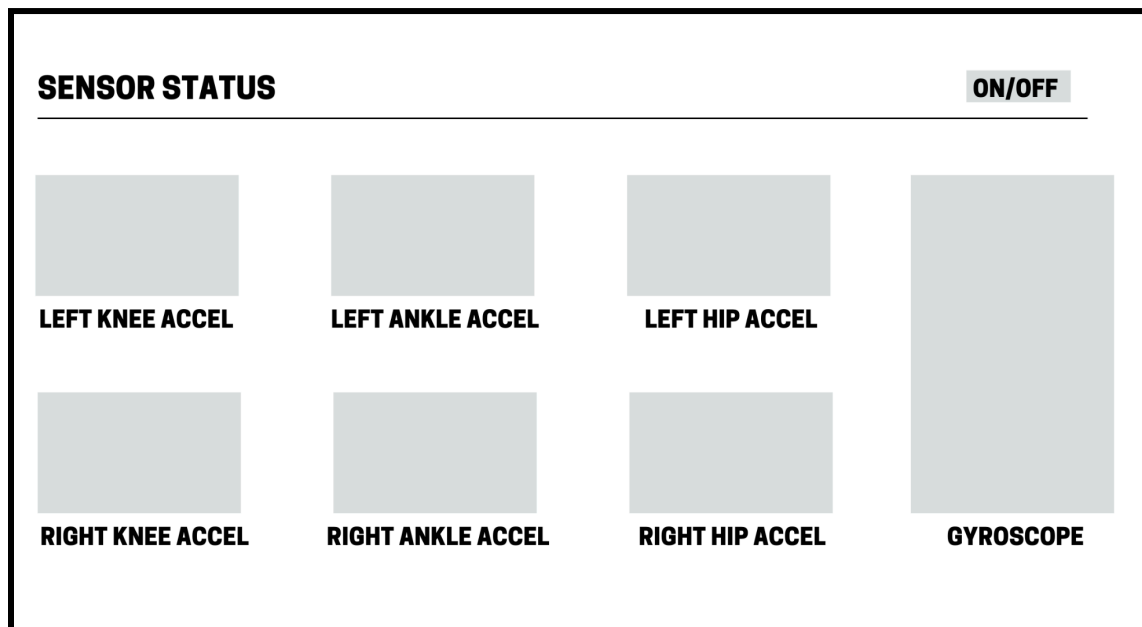 SENSOR STATUS
ON/OFF
LEFT KNEE ACCEL
LEFT ANKLE ACCEL
LEFT HIP ACCEL
RIGHT KNEE ACCEL
RIGHT ANKLE ACCEL
RIGHT HIP ACCEL
GYROSCOPE